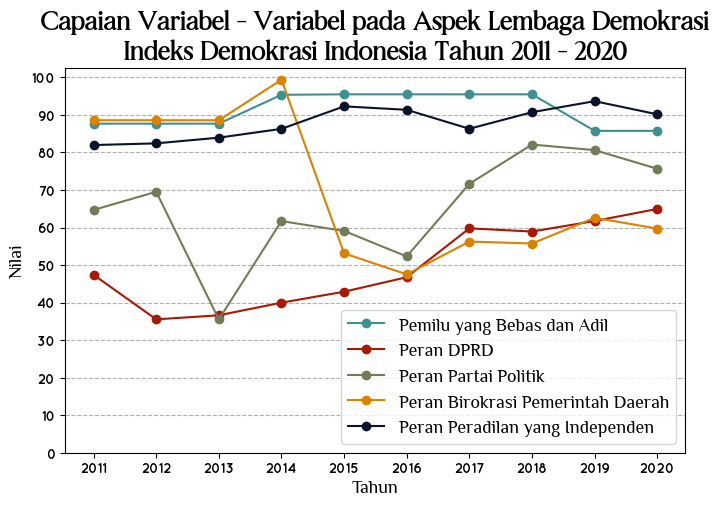 Capaian Variabel - Variabel pada Aspek Lembaga Demokrasi
Indeks Demokrasi Indonesia Tahun 2011 - 2020
100
90
80
70
60
50
40
30
20
10
0
Nilai
2011 2012 2013 2014 2015 2016 2017 2018 2019 2020
Tahun
Pemilu yang Bebas dan Adil
Peran DPRD
Peran Partai Politik
Peran Birokrasi Pemerintah Daerah
Peran Peradilan yang Independen